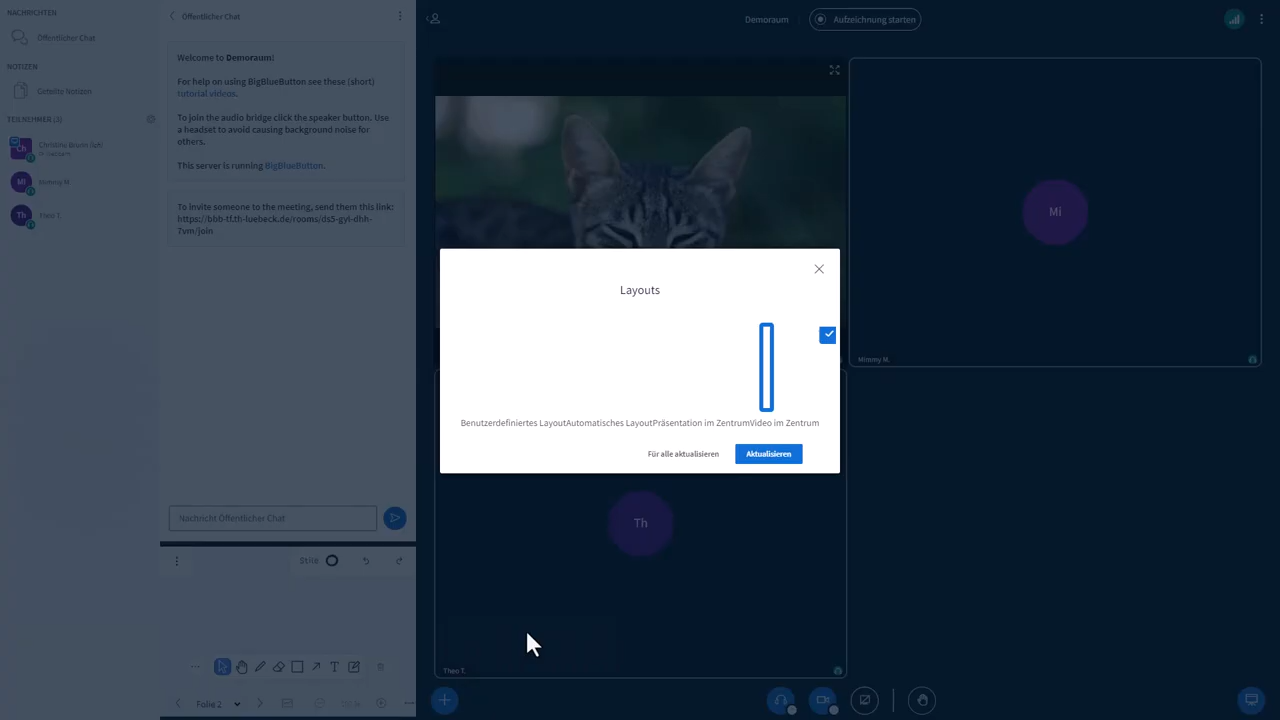 NACHRICHTEN
Öffentlicher Chat
NOTIZEN
Geteilte Notizen
TEILNEHMER (3)
Mi
Mimmy M
Th
Theo T.
Öffentlicher Chat
Welcome to Demoraum!
For help on using BigBlueButton see these (short)
tutorial videos.
To join the audio bridge click the speaker button. Use
a headset to avoid causing background noise for
others.
This server is running BigBlueButton.
To invite someone to the meeting, send them this link:
https://bbb-tf.th-luebeck.de/rooms/ds5-gyl-dhh-
7vm/join
Nachricht Öffentlicher Chat
Stile
T
Folie 2
Demoraum
Aufzeichnung starten
Mi
Mimmy M.
Layouts
Benutzerdefiniertes LayoutAutomatisches LayoutPräsentation im ZentrumVideo im Zentrum
Für alle aktualisieren
Aktualisieren
Th
Theo T.